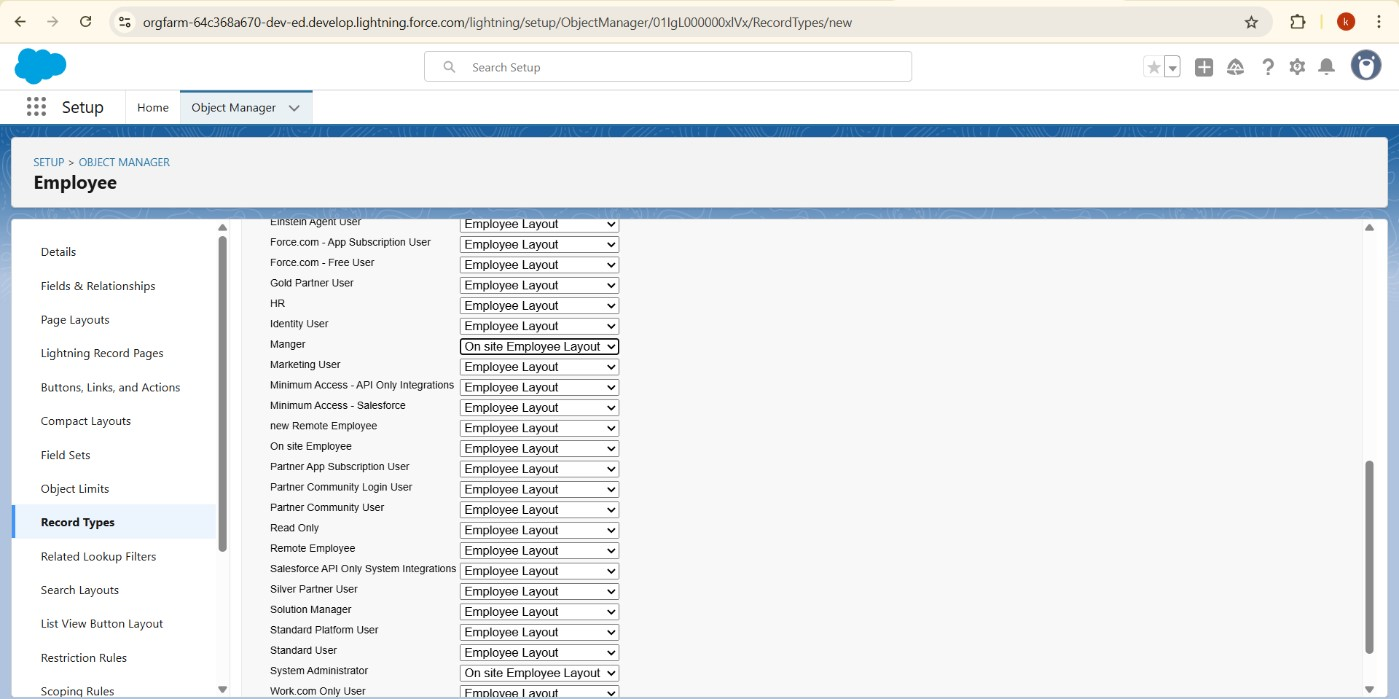 orgfarm-64c368a670-dev-ed.develop.lightning.force.com/lightning/setup/ObjectManager/01IgL000000xlVx/RecordTypes/new
k
Search Setup
Setup
Home
Object Manager
SETUP > OBJECT MANAGER
Employee
Details
Fields & Relationships
Page Layouts
Lightning Record Pages
Buttons, Links, and Actions
Compact Layouts
Field Sets
Object Limits
Record Types
Related Lookup Filters
Search Layouts
List View Button Layout
Restriction Rules
Scoping Rules
Einstein Agent User Employee Layout
Force.com - App Subscription User Employee Layout
Force.com - Free User Employee Layout
Gold Partner User Employee Layout
HR Employee Layout
Identity User Employee Layout
Manger On site Employee Layout
Marketing User Employee Layout
Minimum Access - API Only Integrations Employee Layout
Minimum Access - Salesforce Employee Layout
new Remote Employee Employee Layout
On site Employee Employee Layout
Partner App Subscription User Employee Layout
Partner Community Login User Employee Layout
Partner Community User Employee Layout
Read Only Employee Layout
Remote Employee Employee Layout
Salesforce API Only System Integrations Employee Layout
Silver Partner User Employee Layout
Solution Manager Employee Layout
Standard Platform User Employee Layout
Standard User Employee Layout
System Administrator On site Employee Layout
Work.com Only User Employee Layout